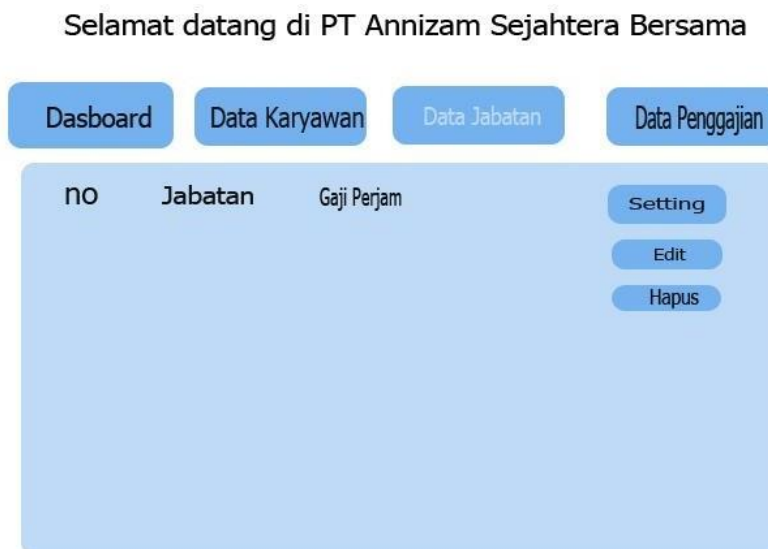 Selamat datang di PT Annizam Sejahtera Bersama
Dasboard Data Karyawan Data Jabatan Data Penggajian
no Jabatan Gaji Perjam Setting
Edit
Hapus